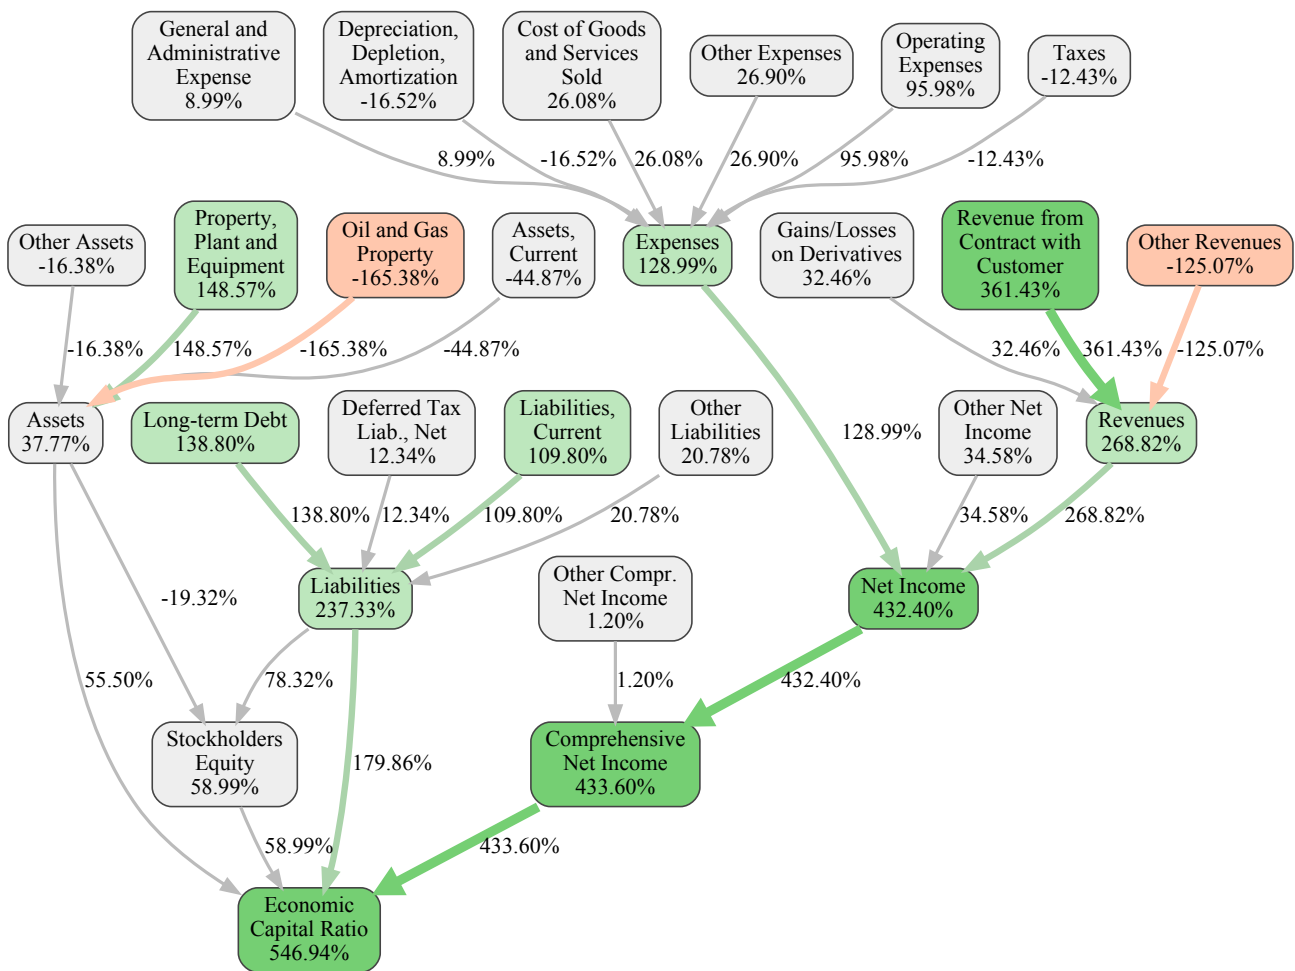 General and
Administrative
Expense
8.99%
Depreciation,
Depletion,
Amortization
-16.52%
Cost of Goods
and Services
Sold
26.08%
Other Expenses
26.90%
Operating
Expenses
95.98%
Taxes
-12.43%
8.99%
-16.52%
26.08%
26.90%
95.98%
-12.43%
Other Assets
-16.38%
Property,
Plant and
Equipment
148.57%
Oil and Gas
Property
-165.38%
Assets,
Current
-44.87%
Expenses
128.99%
Gains/Losses
on Derivatives
32.46%
Revenue from
Contract with
Customer
361.43%
Other Revenues
-125.07%
-16.38%
148.57%
-165.38%
-44.87%
32.46%
361.43%
-125.07%
Assets
37.77%
Long-term Debt
138.80%
Deferred Tax
Liab., Net
12.34%
Liabilities,
Current
109.80%
Other
Liabilities
20.78%
128.99%
Other Net
Income
34.58%
Revenues
268.82%
138.80%
12.34%
109.80%
20.78%
34.58%
268.82%
-19.32%
Liabilities
237.33%
Other Compr.
Net Income
1.20%
Net Income
432.40%
55.50%
78.32%
1.20%
432.40%
Stockholders
Equity
58.99%
179.86%
Comprehensive
Net Income
433.60%
58.99%
433.60%
Economic
Capital Ratio
546.94%